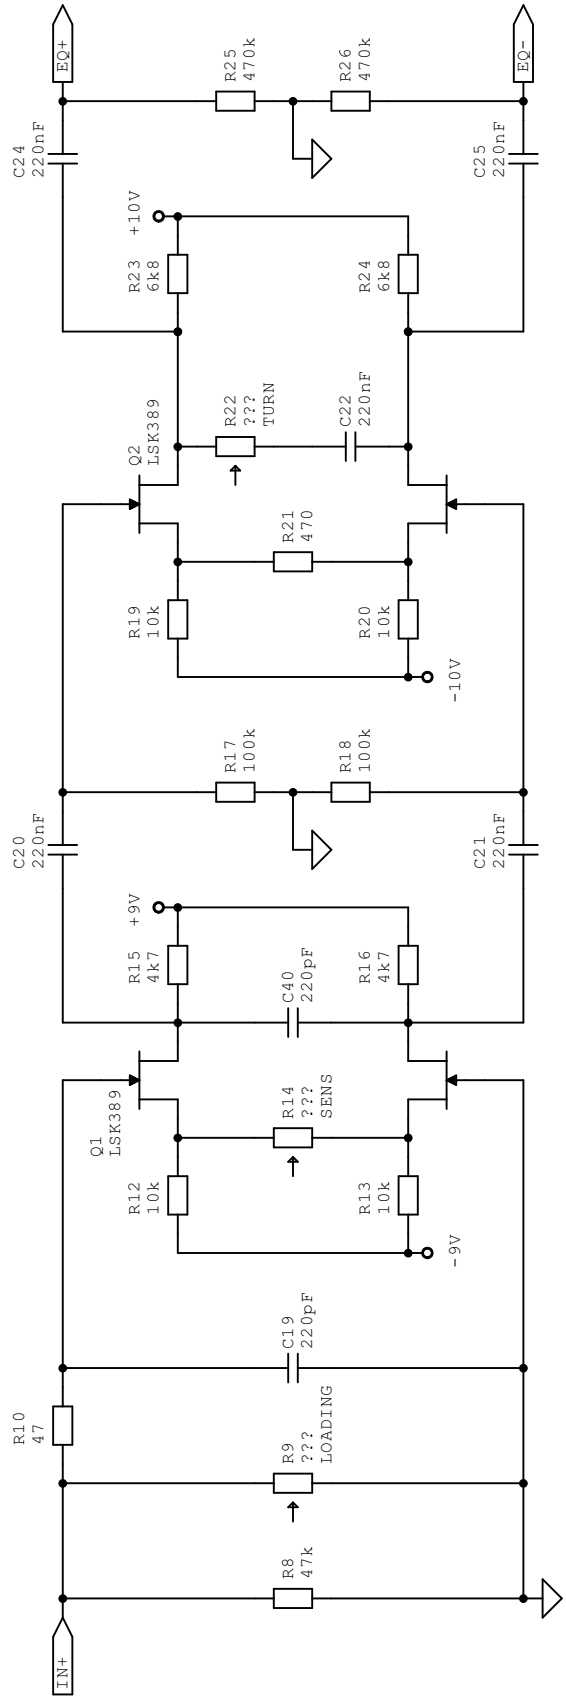 IN+
R8
47k
R9
???
LOADING
R10
47
C19
220pF
-9V
R12
10k
R13
10k
Q1
LSK389
R14
???
SENS
C40
220pF
R15
4k7
R16
4k7
+9V
C20
220nF
C21
220nF
R17
100k
R18
100k
-10V
R19
10k
R20
10k
R21
470
Q2
LSK389
R22
???
TURN
C22
220nF
R23
6k8
R24
6k8
+10V
C24
220nF
C25
220nF
R25
470k
R26
470k
EQ+
EQ-